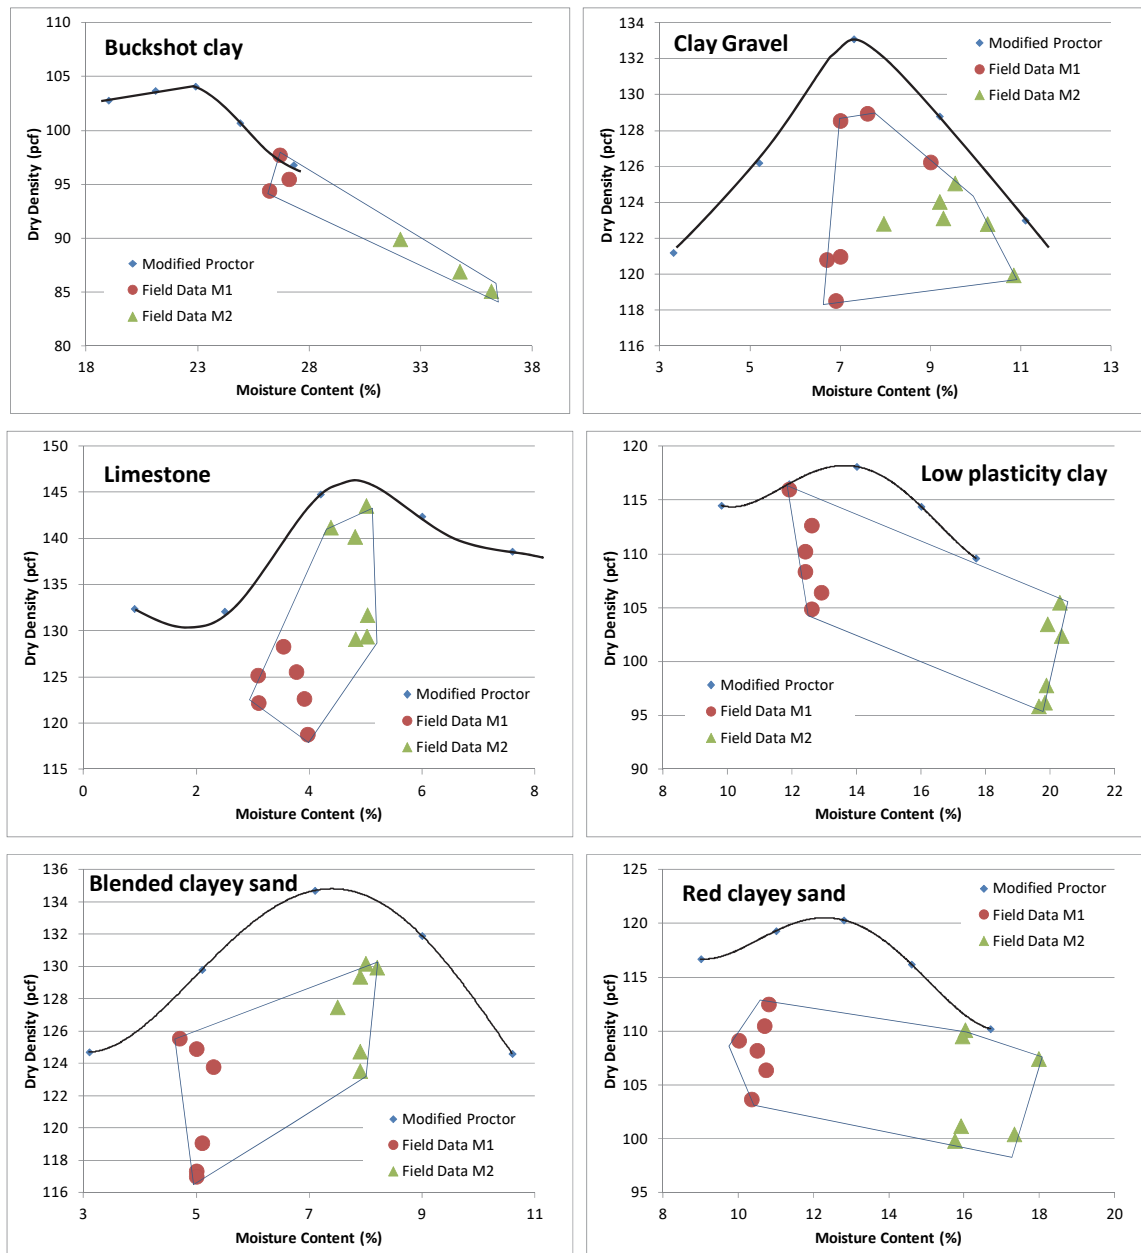 Buckshot clay
Dry Density (pcf)
110
105
100
95
90
85
80
Modified Proctor
Field Data M1
Field Data M2
18 23 28 33 38
Moisture Content (%)
Clay Gravel
Dry Density (pcf)
134
132
130
128
126
124
122
120
118
116
Modified Proctor
Field Data M1
Field Data M2
3 5 7 9 11 13
Moisture Content (%)
Limestone
Dry Density (pcf)
150
145
140
135
130
125
120
115
Modified Proctor
Field Data M1
Field Data M2
0 2 4 6 8
Moisture Content (%)
Low plasticity clay
Dry Density (pcf)
120
115
110
105
100
95
90
Modified Proctor
Field Data M1
Field Data M2
8 10 12 14 16 18 20 22
Moisture Content (%)
Blended clayey sand
Dry Density (pcf)
136
134
132
130
128
126
124
122
120
118
116
Modified Proctor
Field Data M1
Field Data M2
3 5 7 9 11
Moisture Content (%)
Red clayey sand
Dry Density (pcf)
125
120
115
110
105
100
95
Modified Proctor
Field Data M1
Field Data M2
8 10 12 14 16 18 20
Moisture Content (%)